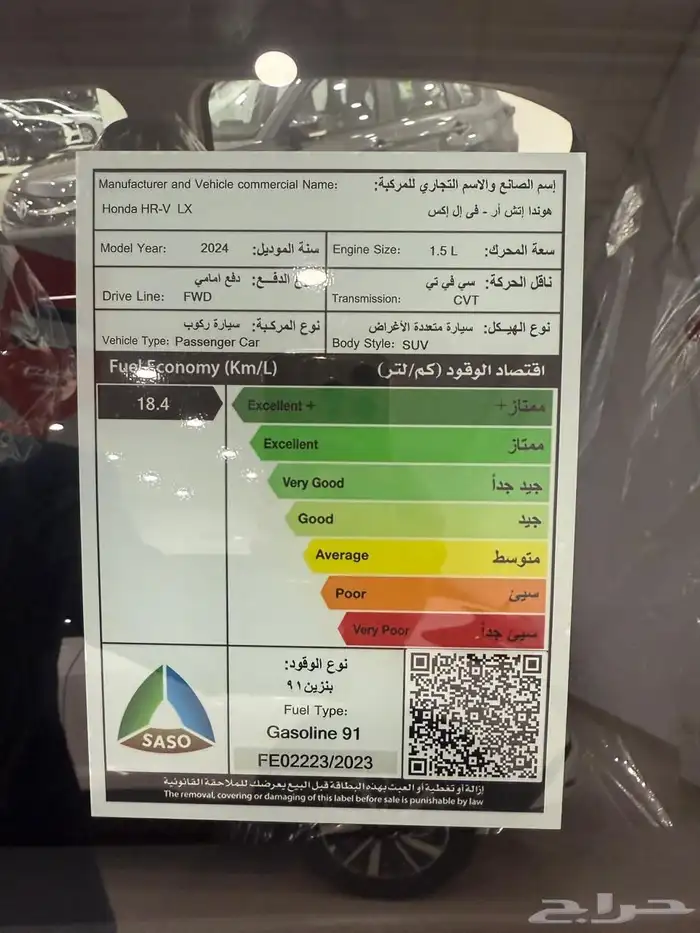 Manufacturer and Vehicle commercial Name: إسم الصانع والاسم التجاري للمركبة:
Honda HR-V LX هوندا إتش أر - في إل إكس
Model Year: 2024 سنة الموديل:
Engine Size: 1.5 L سعة المحرك:
الدفع: دفع امامي
Drive Line: FWD
ناقل الحركة: سي في تي
Transmission: CVT
نوع المركبة: سيارة ركوب
Vehicle Type: Passenger Car
نوع الهيكل: سيارة متعددة الأغراض
Body Style: SUV
Fuel Economy (Km/L) اقتصاد الوقود (كم/لتر)
18.4
Excellent + ممتاز+
Excellent ممتاز
Very Good جيد جداً
Good جيد
Average متوسط
Poor سيئ
Very Poor سيئ جداً
SASO
نوع الوقود:
بنزين ٩١
Fuel Type:
Gasoline 91
FE02223/2023
إزالة أو تغطية أو العبث بهذه البطاقة قبل البيع يعرضك للملاحقة القانونية
The removal, covering or damaging of this label before sale is punishable by law
حراج